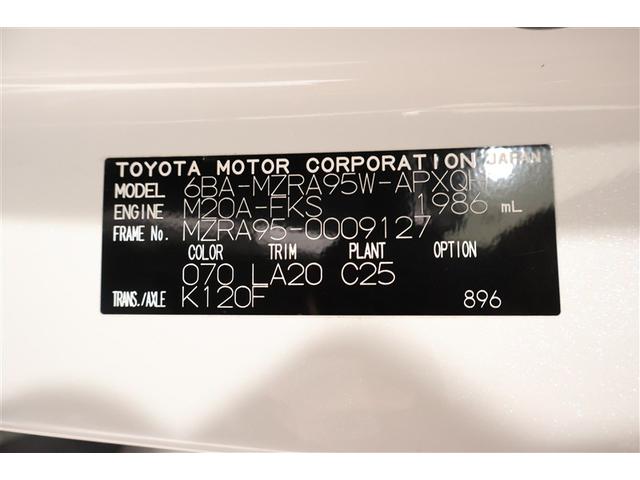 TOYOTA MOTOR CORPORATION JAPAN
MODEL 6BA-MZRA95W-APXQH
ENGINE M20A-FKS 1986 mL
FRAME No. MZRA95-0009127
COLOR TRIM PLANT OPTION
070 LA20 C25
TRANS./AXLE K120F 896